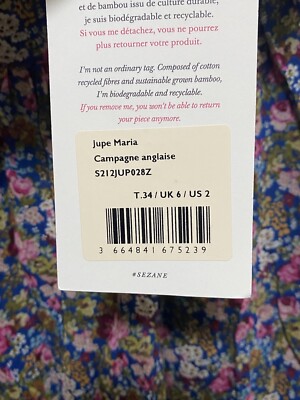 et de bambou issu de culture durable,
je suis biodégradable et recyclable.
Si vous me détachez, vous ne pourrez
plus retourner votre produit.
I'm not an ordinary tag. Composed of cotton
recycled fibres and sustainable grown bamboo,
I'm biodegradable and recyclable.
If you remove me, you won't be able to return
your piece anymore.
Jupe Maria
Campagne anglaise
S212JUP028Z
T.34 / UK 6 / US 2
3 664841 675239
#SEZANE